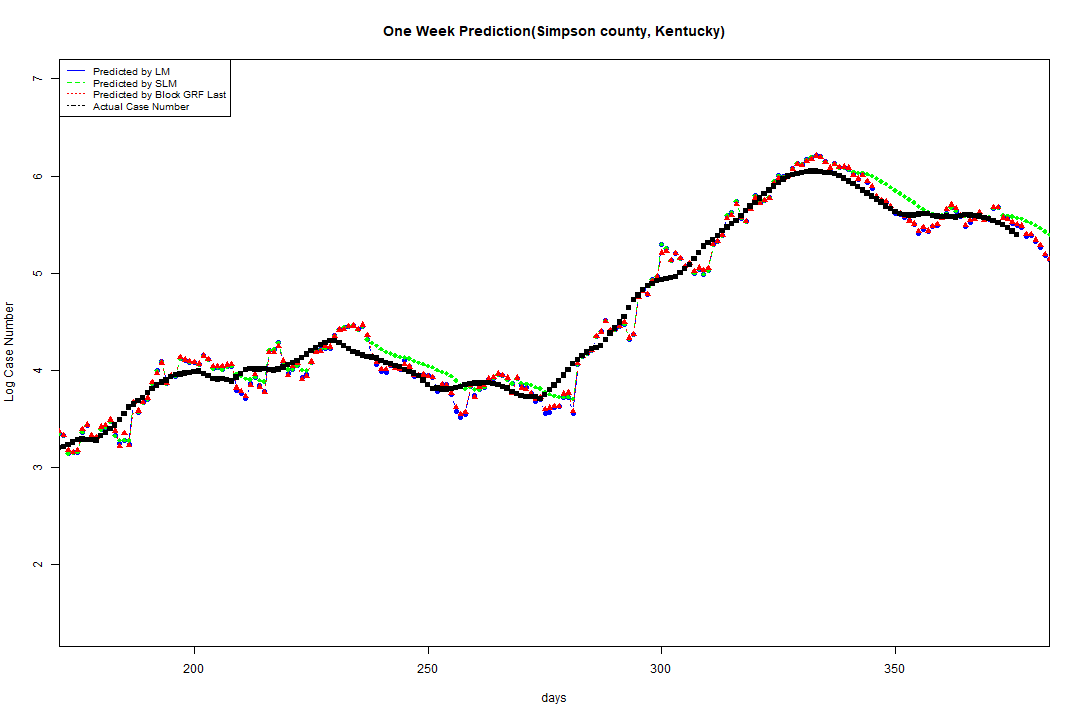 One Week Prediction(Simpson county, Kentucky)
Predicted by LM
Predicted by SLM
Predicted by Block GRF Last
Actual Case Number
7
6
5
4
3
2
Log Case Number
200 250 300 350
days